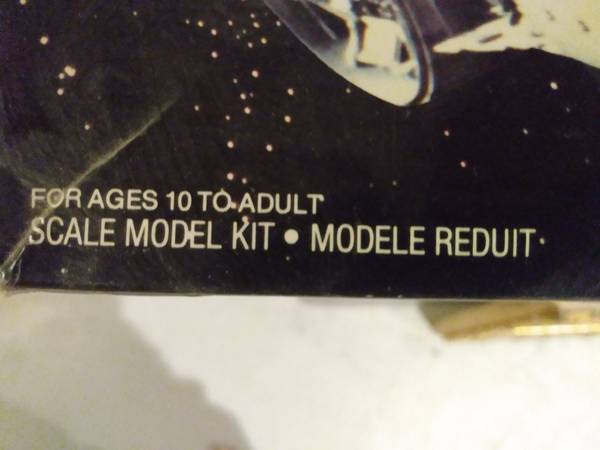 FOR AGES 10 TO ADULT
SCALE MODEL KIT • MODELE REDUIT